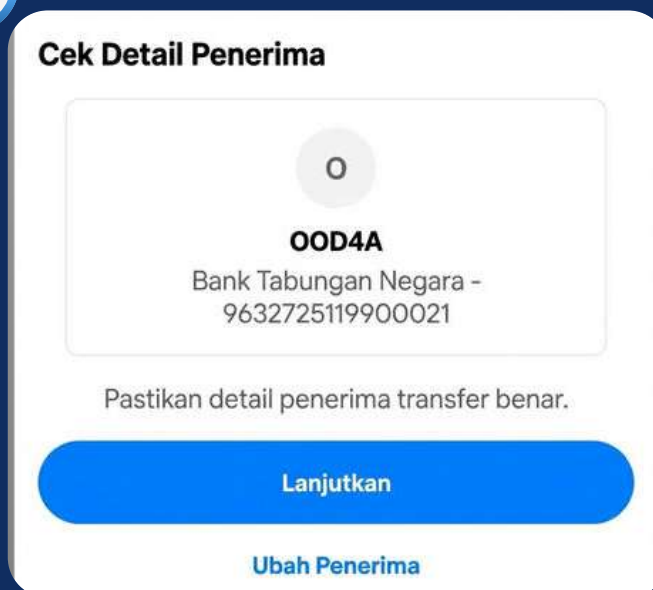 Cek Detail Penerima
O
OOD4A
Bank Tabungan Negara -
9632725119900021
Pastikan detail penerima transfer benar.
Lanjutkan
Ubah Penerima